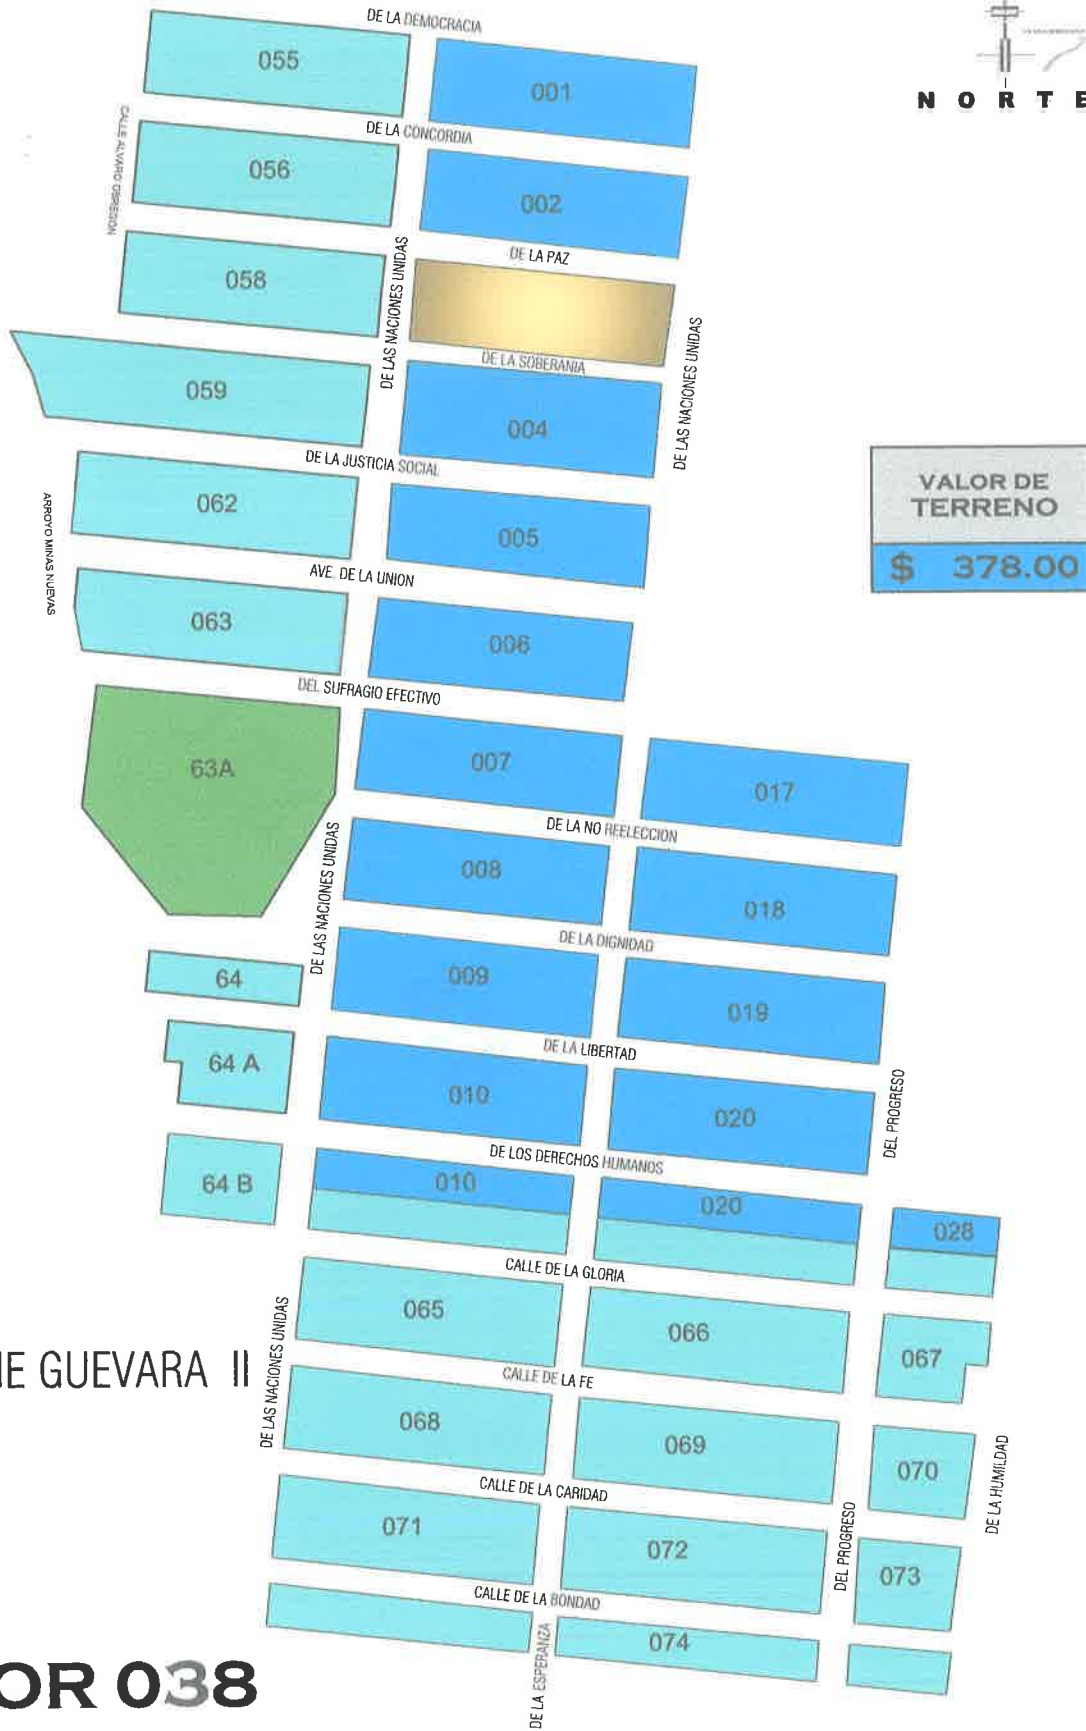 DE LA DEMOCRACIA
055
001
NORTE
CALLE ALVARO OBREGON
DE LA CONCORDIA
056
002
DE LA PAZ
058
DE LAS NACIONES UNIDAS
DE LA SOBERANIA
DE LAS NACIONES UNIDAS
059
004
DE LA JUSTICIA SOCIAL
VALOR DE
TERRENO
$ 378.00
ARROYO MINAS NUEVAS
062
005
AVE. DE LA UNION
063
006
DEL SUFRAGIO EFECTIVO
63A
007
017
DE LA NO REELECCION
DE LAS NACIONES UNIDAS
008
018
DE LA DIGNIDAD
64
009
019
DE LA LIBERTAD
64 A
010
020
DEL PROGRESO
DE LOS DERECHOS HUMANOS
64 B
010
020
028
CALLE DE LA GLORIA
065
066
067
DE LAS NACIONES UNIDAS
HE GUEVARA II
CALLE DE LA FE
068
069
070
DE LA HUMILDAD
CALLE DE LA CARIDAD
071
072
DEL PROGRESO
073
CALLE DE LA BONDAD
074
DE LA ESPERANZA
OR 038